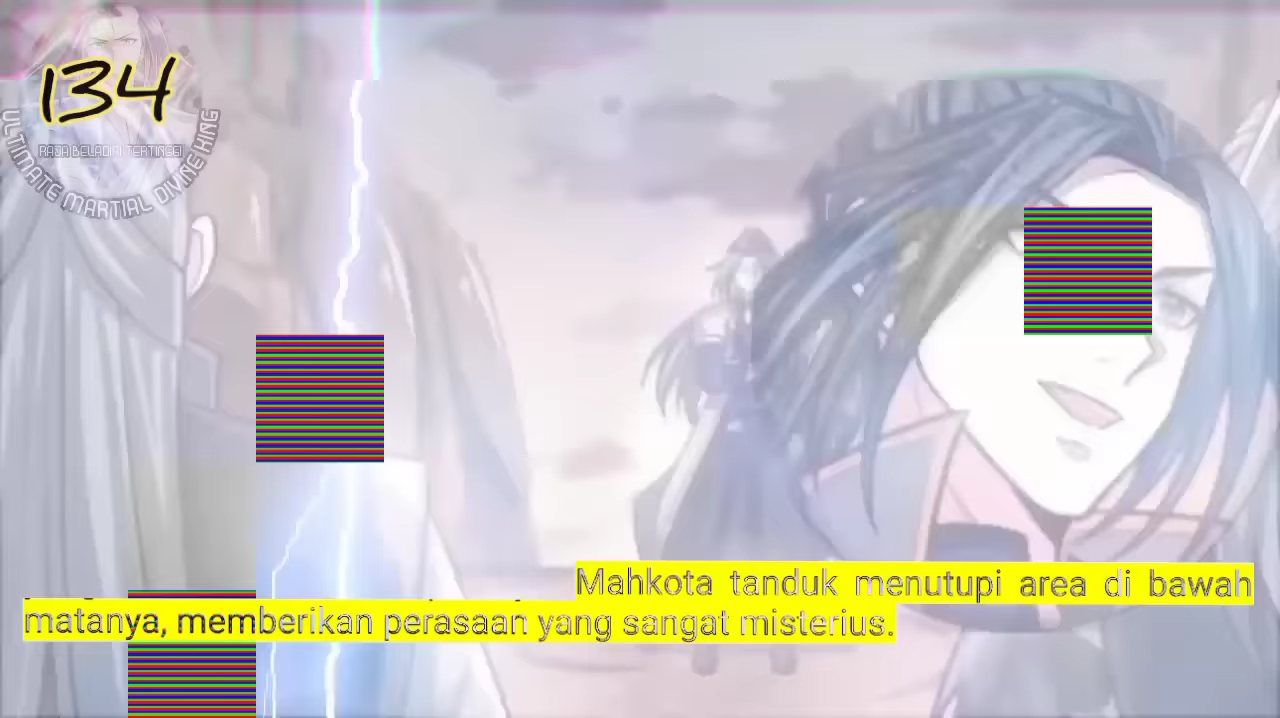 134
RAJA BELADIRI TERTINGGI
ULTIMATE MARTIAL DIVINE KING
Mahkota tanduk menutupi area di bawah
matanya, memberikan perasaan yang sangat misterius.